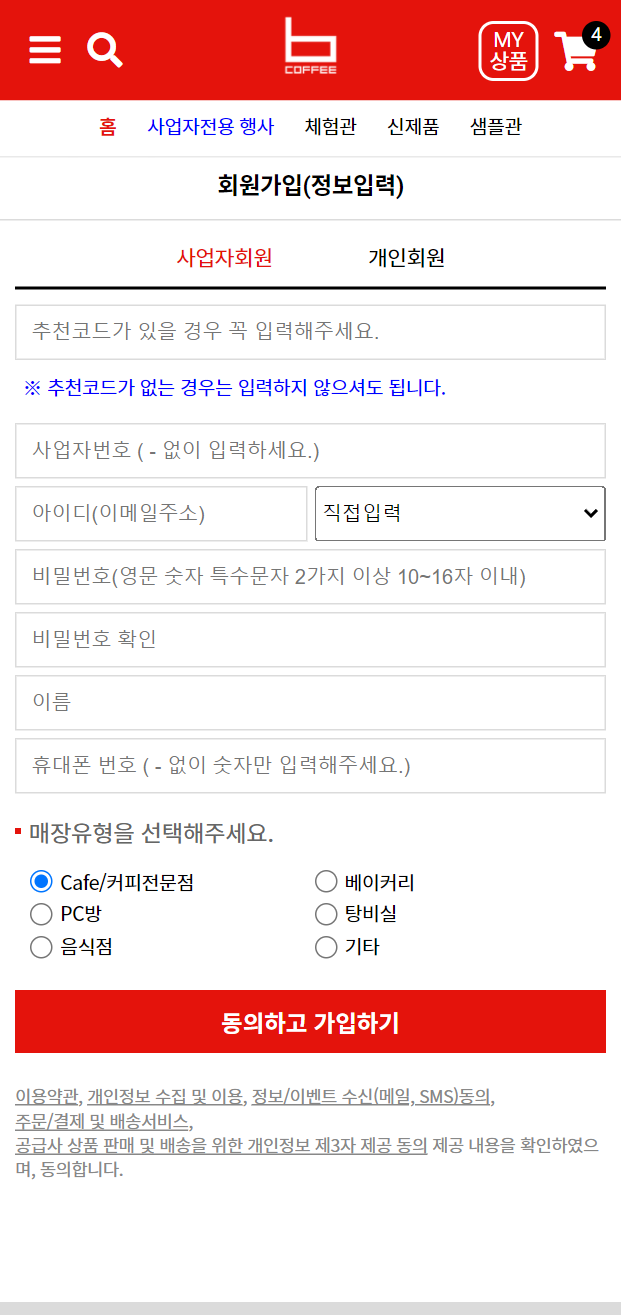 b
COFFEE
MY
상품
4
홈 사업자전용 행사 체험관 신제품 샘플관
회원가입(정보입력)
사업자회원 개인회원
추천코드가 있을 경우 꼭 입력해주세요.
※ 추천코드가 없는 경우는 입력하지 않으셔도 됩니다.
사업자번호 ( - 없이 입력하세요.)
아이디(이메일주소) 직접입력
비밀번호(영문 숫자 특수문자 2가지 이상 10~16자 이내)
비밀번호 확인
이름
휴대폰 번호 ( - 없이 숫자만 입력해주세요.)
매장유형을 선택해주세요.
Cafe/커피전문점 베이커리
PC방 탕비실
음식점 기타
동의하고 가입하기
이용약관, 개인정보 수집 및 이용, 정보/이벤트 수신(메일, SMS)동의,
주문/결제 및 배송서비스,
공급사 상품 판매 및 배송을 위한 개인정보 제3자 제공 동의 제공 내용을 확인하였으
며, 동의합니다.